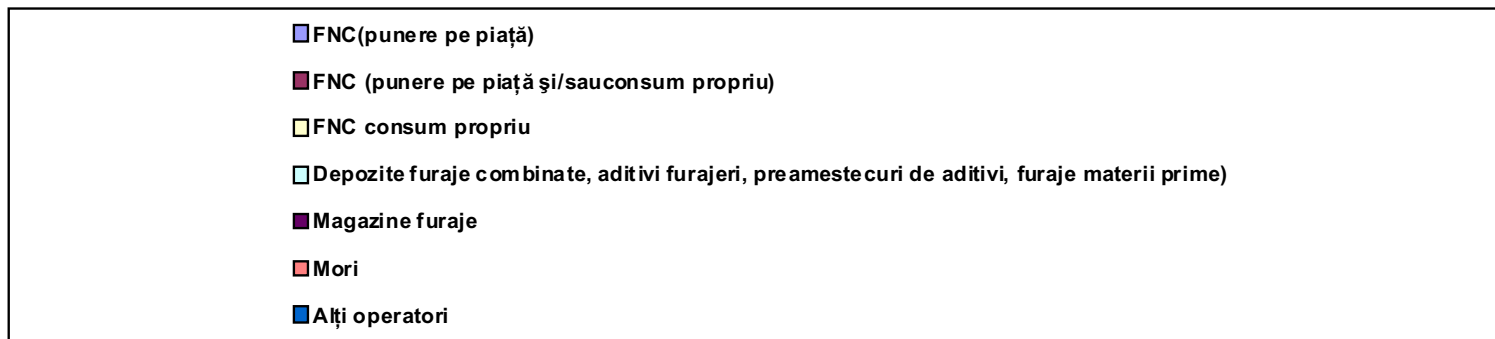 FNC(punere pe piață)
FNC (punere pe piață şi/sauconsum propriu)
FNC consum propriu
Depozite furaje combinate, aditivi furajeri, preamestecuri de aditivi, furaje materii prime)
Magazine furaje
Mori
Alți operatori